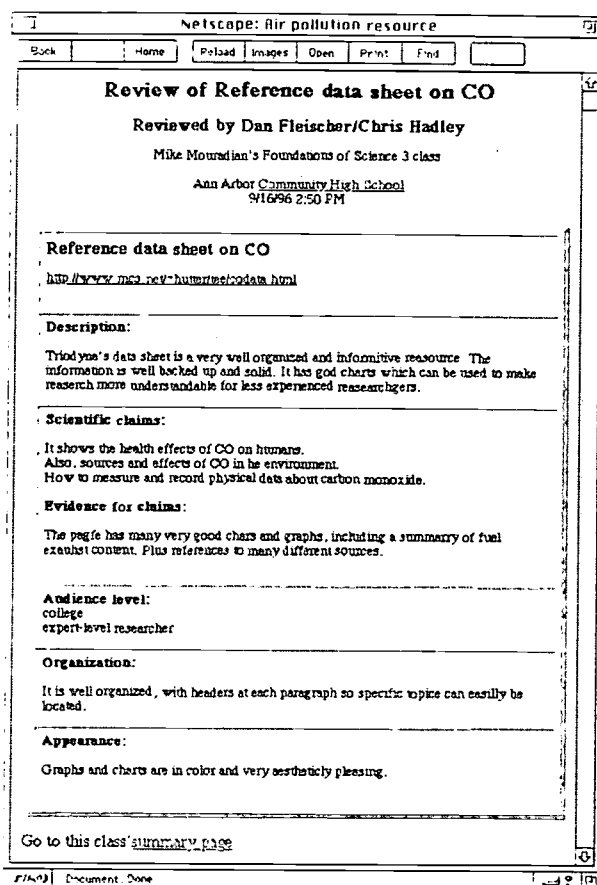 Netscape: Air pollution resource
Back Home Reload Images Open Print Find
Review of Reference data sheet on CO
Reviewed by Dan Fleischer/Chris Hadley
Mike Mouradian's Foundations of Science 3 class
Ann Arbor Community High School
9/16/96 2:50 PM
Reference data sheet on CO
Description:
Triodyne's data sheet is a very well organized and informitive reasource The
information is well backed up and solid. It has god charts which can be used to make
reaserch more understandable for less experienced reasearchgers.
Scientific claims:
It shows the health effects of CO on humans.
Also, sources and effects of CO in he environment.
How to measure and record physical data about carbon monoxide.
Evidence for claims:
The pagfe has many very good chars and graphs, including a summarry of fuel
exauhst content. Plus references to many different sources.
Audience level:
college
expert-level researcher
Organization:
It is well organized, with headers at each paragraph so specific topice can easilly be
located.
Appearance:
Graphs and charts are in color and very aestheticly pleasing.
Go to this class' summary page
Document: Done